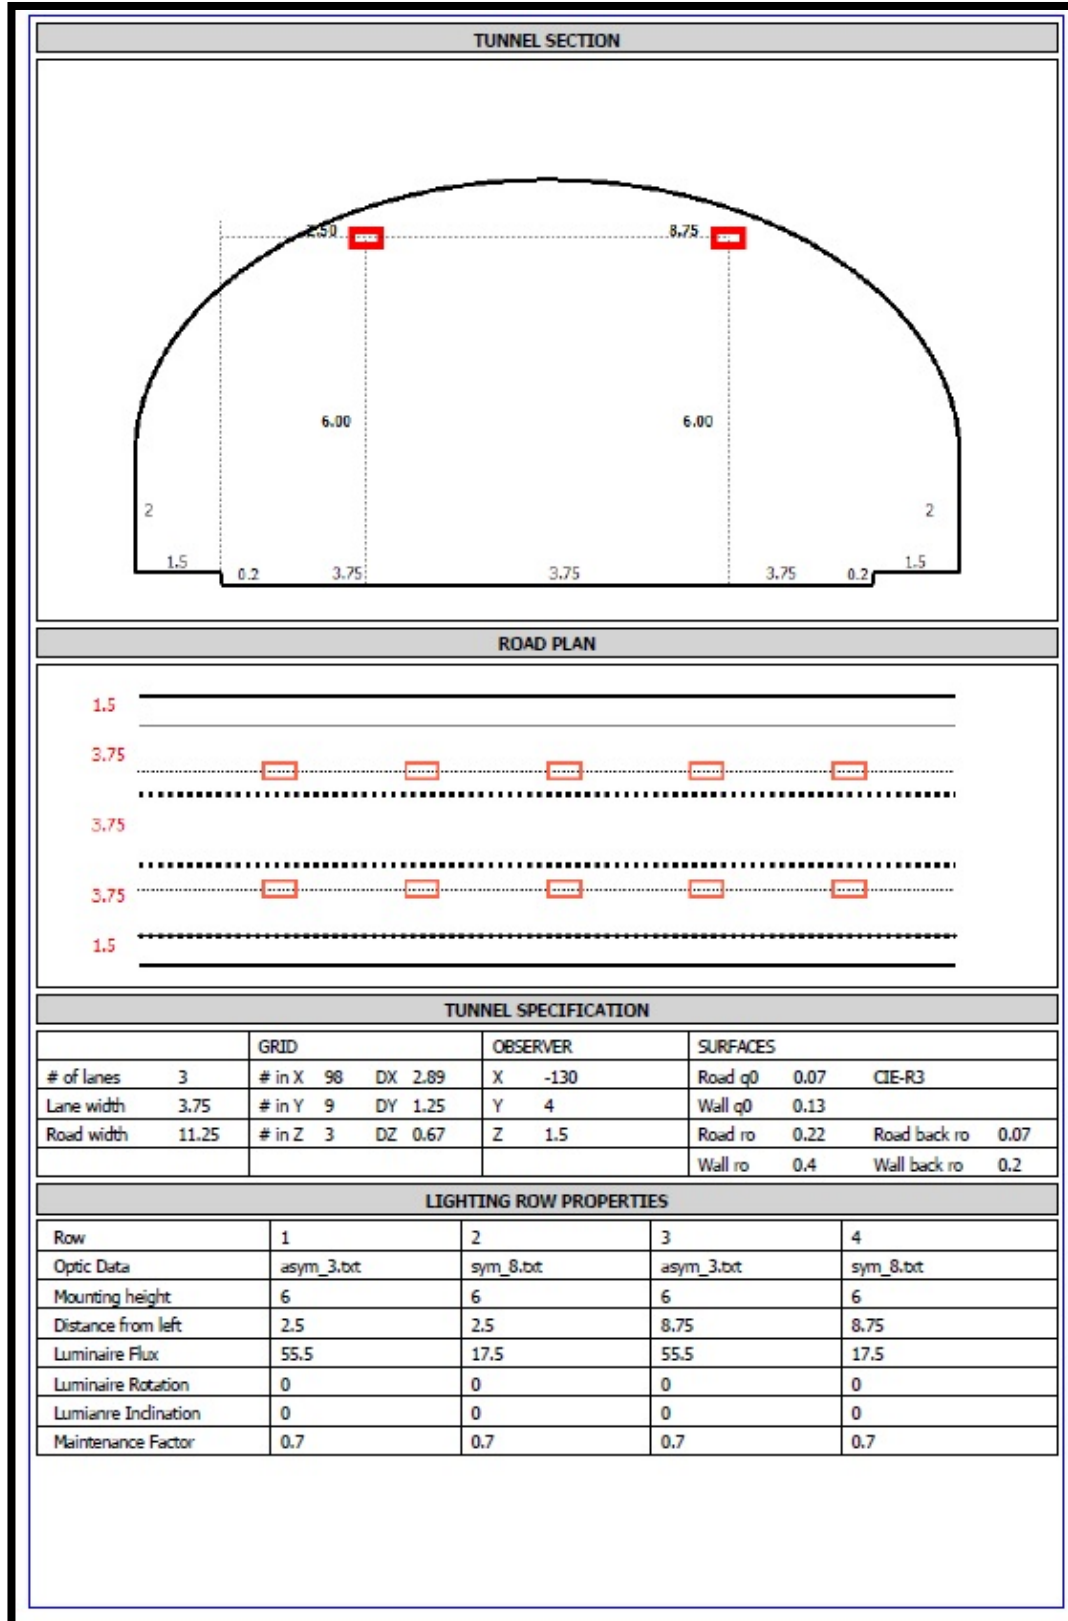 TUNNEL SECTION
2.50 8.75
6.00 6.00
2 2
1.5 0.2 3.75 3.75 3.75 0.2 1.5
ROAD PLAN
1.5
3.75
3.75
3.75
1.5
TUNNEL SPECIFICATION
GRID OBSERVER SURFACES
# of lanes 3 # in X 98 DX 2.89 X -130 Road q0 0.07 CIE-R3
Lane width 3.75 # in Y 9 DY 1.25 Y 4 Wall q0 0.13
Road width 11.25 # in Z 3 DZ 0.67 Z 1.5 Road ro 0.22 Road back ro 0.07
Wall ro 0.4 Wall back ro 0.2
LIGHTING ROW PROPERTIES
Row 1 2 3 4
Optic Data asym_3.txt sym_8.txt asym_3.txt sym_8.txt
Mounting height 6 6 6 6
Distance from left 2.5 2.5 8.75 8.75
Luminaire Flux 55.5 17.5 55.5 17.5
Luminaire Rotation 0 0 0 0
Lumianre Inclination 0 0 0 0
Maintenance Factor 0.7 0.7 0.7 0.7